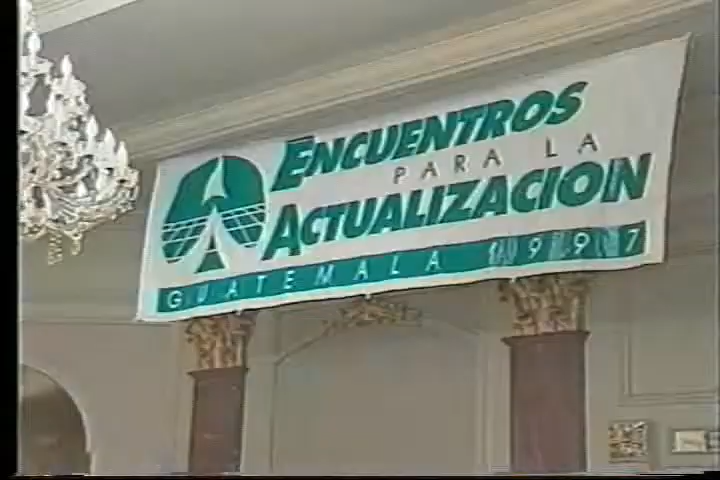 ENCUENTROS
PARA LA
ACTUALIZACION
GUATEMALA 1997